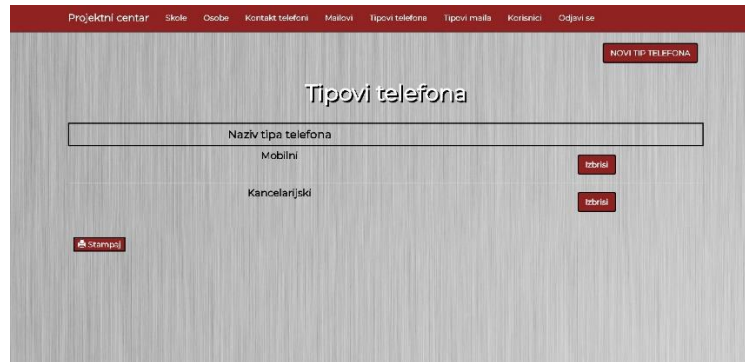 Projektni centar Skole Osobe Kontakt telefoni Mailovi Tipovi telefona Tipovi maila Korisnici Odjavi se
NOVI TIP TELEFONA
Tipovi telefona
Naziv tipa telefona
Mobilni
Izbrisi
Kancelarijski
Izbrisi
Stampaj